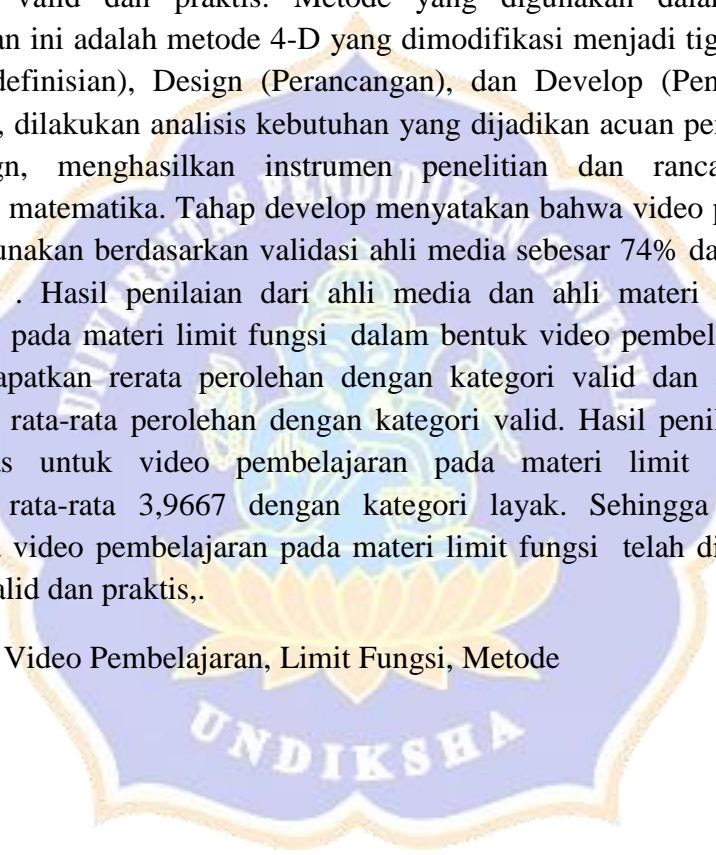 valid dan praktis. Metode yang digunakan dalam
an ini adalah metode 4-D yang dimodifikasi menjadi tig
definisian), Design (Perancangan), dan Develop (Pen
, dilakukan analisis kebutuhan yang dijadikan acuan pe
gn, menghasilkan instrumen penelitian dan ranca
matematika. Tahap develop menyatakan bahwa video p
unakan berdasarkan validasi ahli media sebesar 74% da
. Hasil penilaian dari ahli media dan ahli materi
pada materi limit fungsi dalam bentuk video pembel
apatkan rerata perolehan dengan kategori valid dan
rata-rata perolehan dengan kategori valid. Hasil penil
as untuk video pembelajaran pada materi limit
rata-rata 3,9667 dengan kategori layak. Sehingga
video pembelajaran pada materi limit fungsi telah di
alid dan praktis,.
Video Pembelajaran, Limit Fungsi, Metode
UNDIKSHA